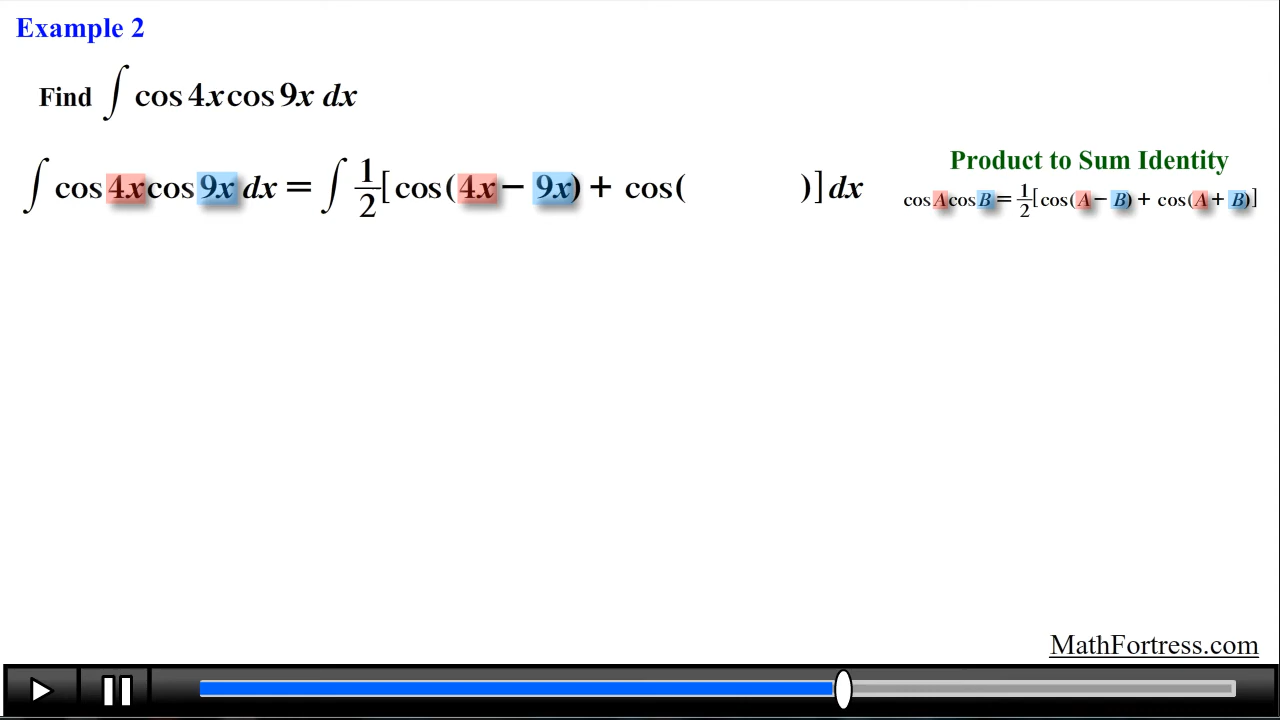 Example 2
Find ∫ cos 4x cos 9x dx
∫ cos 4x cos 9x dx = ∫ 1/2 [cos(4x − 9x) + cos( )] dx
Product to Sum Identity
cos A cos B = 1/2 [cos(A − B) + cos(A + B)]
MathFortress.com